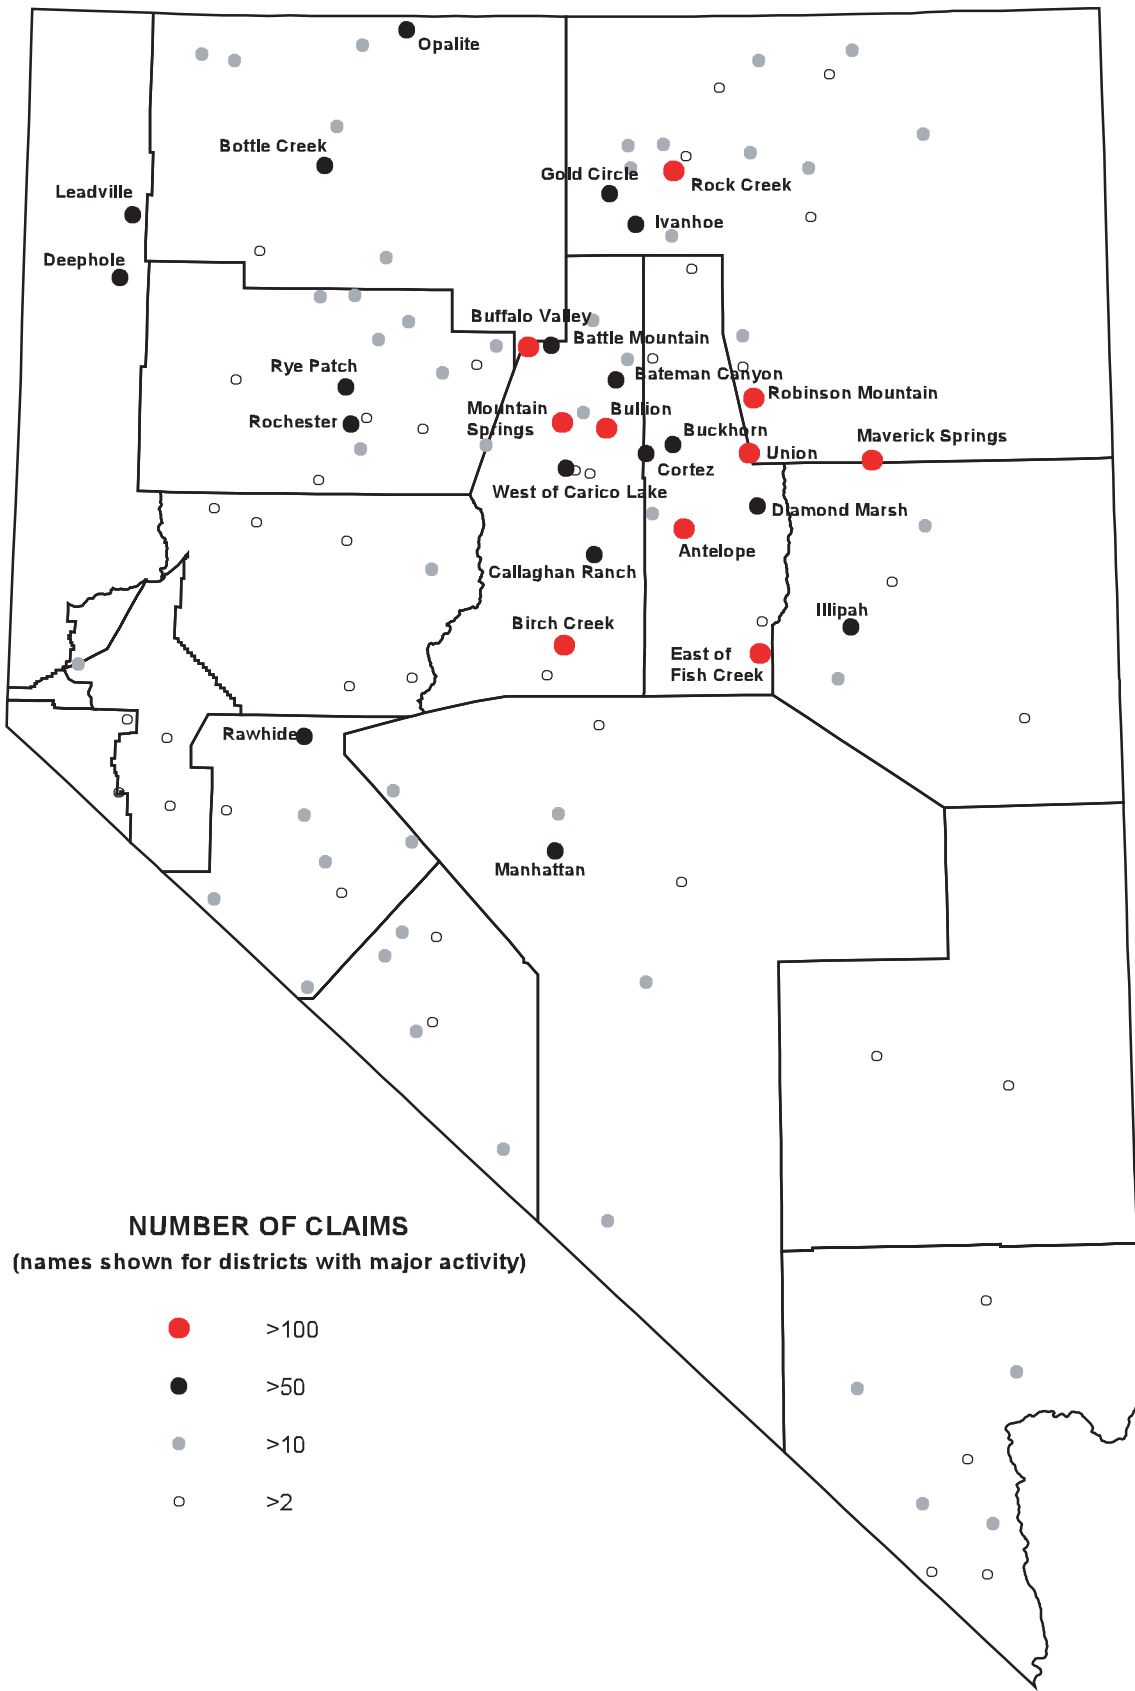 Opalite
Bottle Creek
Gold Circle
Rock Creek
Leadville
Ivanhoe
Deephole
Buffalo Valley
Battle Mountain
Rye Patch
Bateman Canyon
Robinson Mountain
Mountain
Springs
Bullion
Rochester
Buckhorn
Maverick Springs
Union
Cortez
West of Carico Lake
Diamond Marsh
Antelope
Callaghan Ranch
Illipah
Birch Creek
East of
Fish Creek
Rawhide
Manhattan
NUMBER OF CLAIMS
(names shown for districts with major activity)
>100
>50
>10
>2